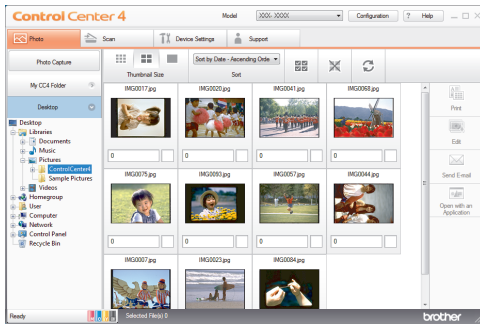 Control Center 4
Model
XXX- XXXX
Configuration
?
Help
Photo
Scan
Device Settings
Support
Photo Capture
My CC4 Folder
Desktop
Thumbnail Size
Sort by Date - Ascending Orde
Sort
Desktop
Libraries
Documents
Music
Pictures
ControlCenter4
Sample Pictures
Videos
Homegroup
User
Computer
Network
Control Panel
Recycle Bin
IMG0017.jpg
IMG0020.jpg
IMG0041.jpg
IMG0068.jpg
0
0
0
0
IMG0075.jpg
IMG0093.jpg
IMG0057.jpg
IMG0044.jpg
0
0
0
0
IMG0007.jpg
IMG0023.jpg
IMG0084.jpg
Print
Edit
Send E-mail
Open with an
Application
Ready
Selected File(s) 0
brother